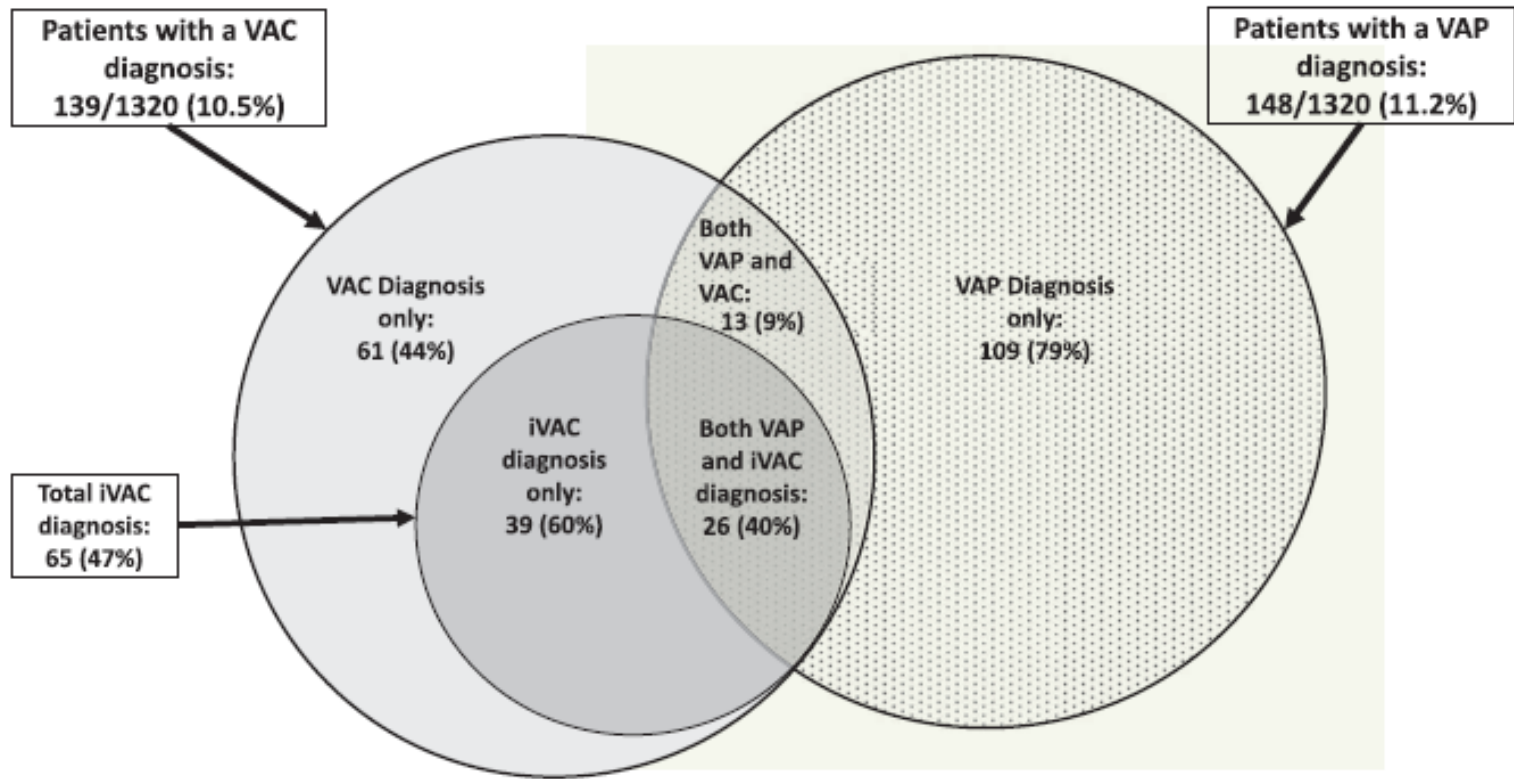 Patients with a VAC
diagnosis:
139/1320 (10.5%)
Patients with a VAP
diagnosis:
148/1320 (11.2%)
Both
VAP and
VAC:
13 (9%)
VAC Diagnosis
only:
61 (44%)
VAP Diagnosis
only:
109 (79%)
iVAC
diagnosis
only:
39 (60%)
Both VAP
and iVAC
diagnosis:
26 (40%)
Total iVAC
diagnosis:
65 (47%)